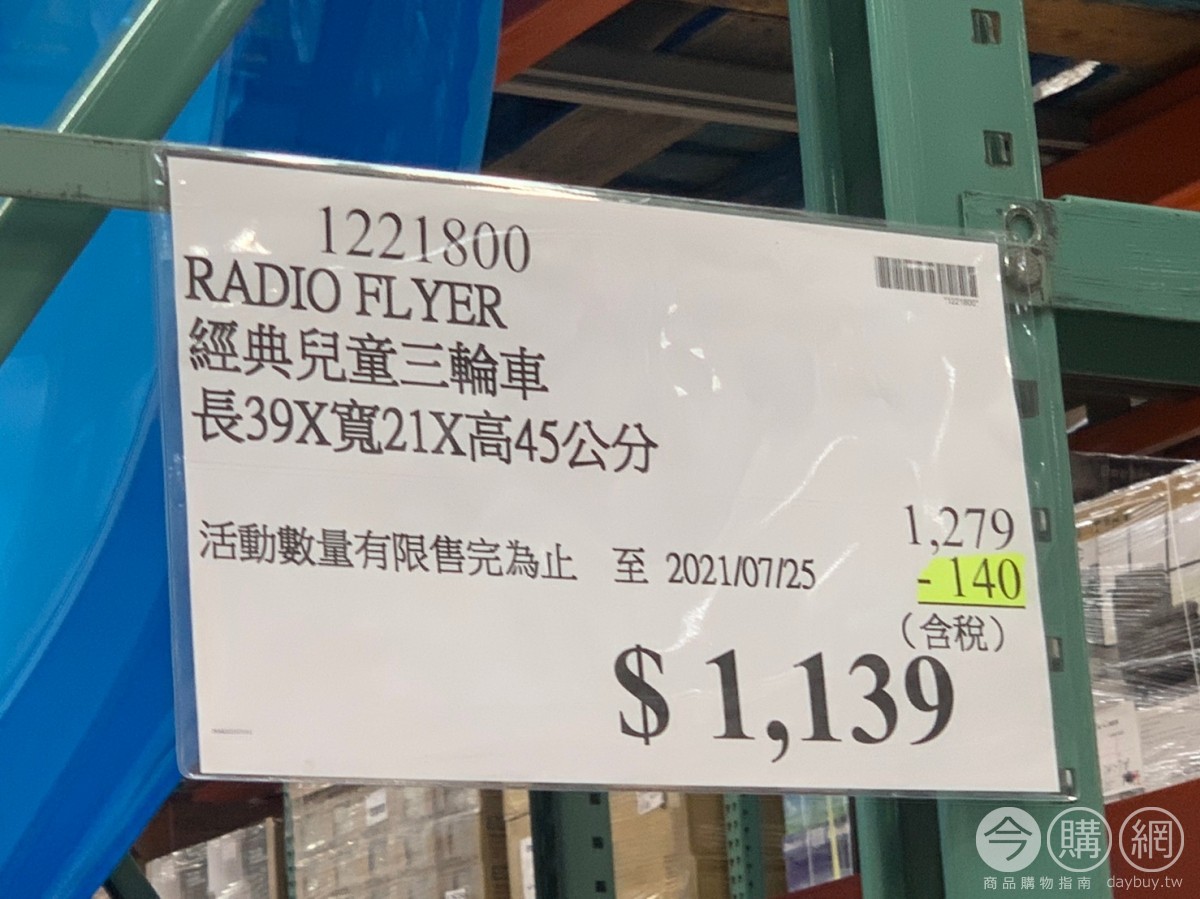 1221800
RADIO FLYER
經典兒童三輪車
長39X寬21X高45公分
*1221800*
1,279
活動數量有限售完為止 至 2021/07/25
- 140
(含稅)
$ 1,139
今購網
商品購物指南 daybuy.tw